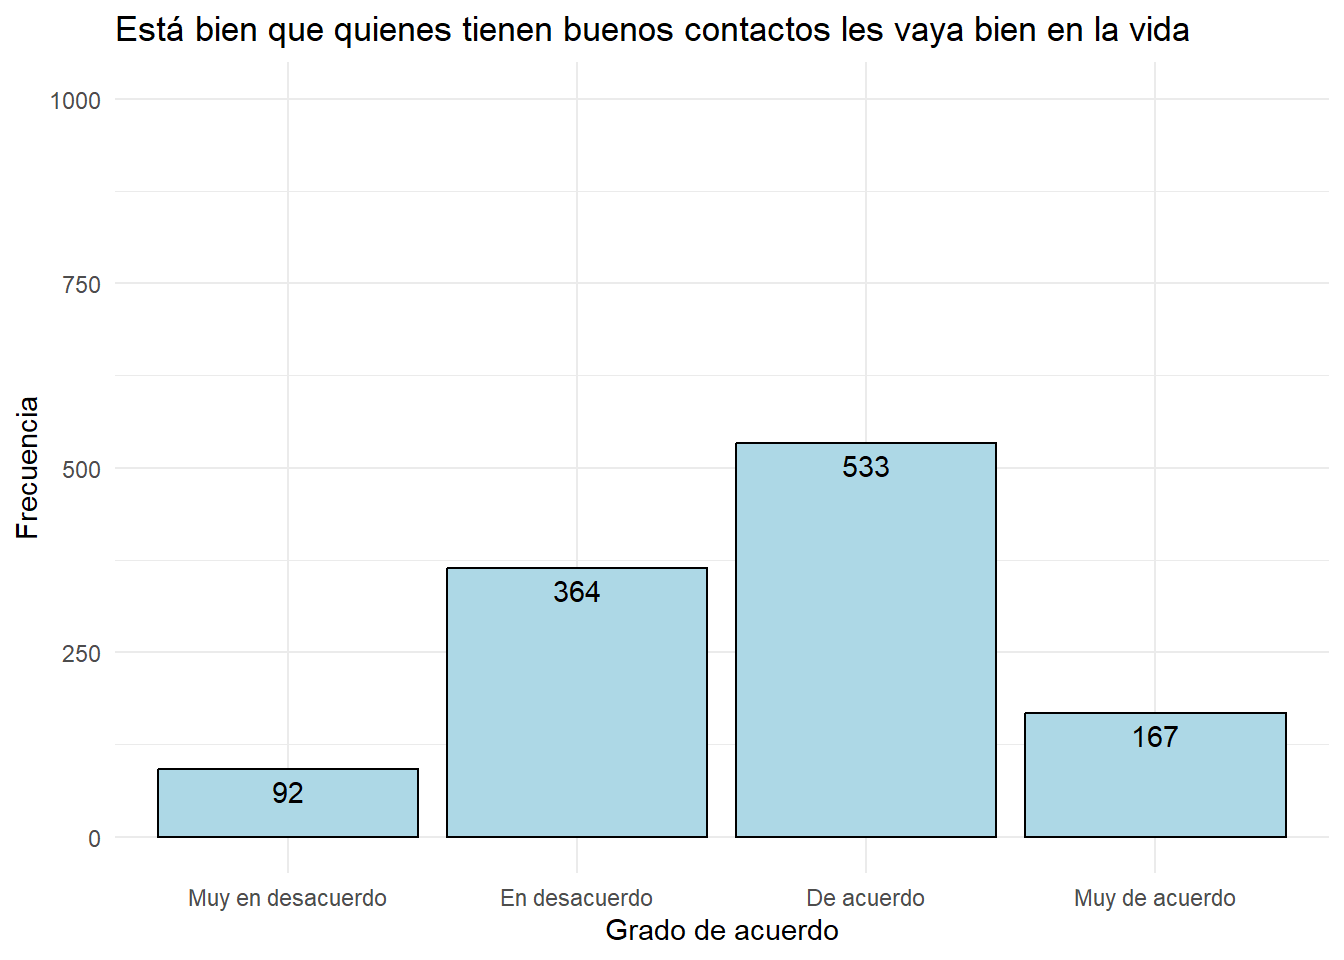 Está bien que quienes tienen buenos contactos les vaya bien en la vida
1000
750
500
250
0
Frecuencia
92
364
533
167
Muy en desacuerdo
En desacuerdo
De acuerdo
Muy de acuerdo
Grado de acuerdo